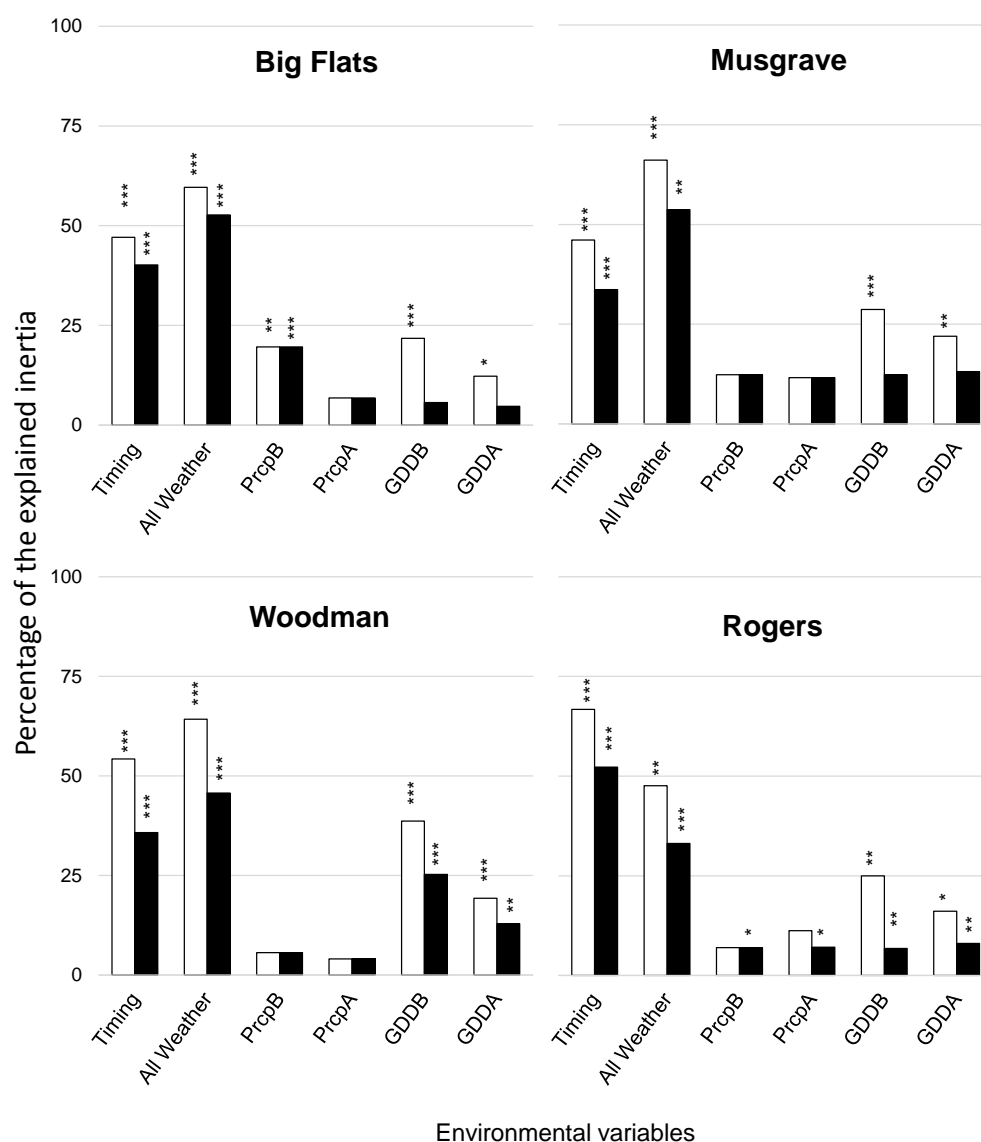 Percentage of the explained inertia
100
75
50
25
0
Big Flats
***
***
***
***
**
***
***
*
Timing
All Weather
PrcpB
PrcpA
GDDB
GDDA
Musgrave
***
***
***
**
***
**
Timing
All Weather
PrcpB
PrcpA
GDDB
GDDA
100
75
50
25
0
Woodman
***
***
***
***
***
***
***
**
Timing
All Weather
PrcpB
PrcpA
GDDB
GDDA
Rogers
***
***
**
***
*
*
**
**
*
**
Timing
All Weather
PrcpB
PrcpA
GDDB
GDDA
Environmental variables